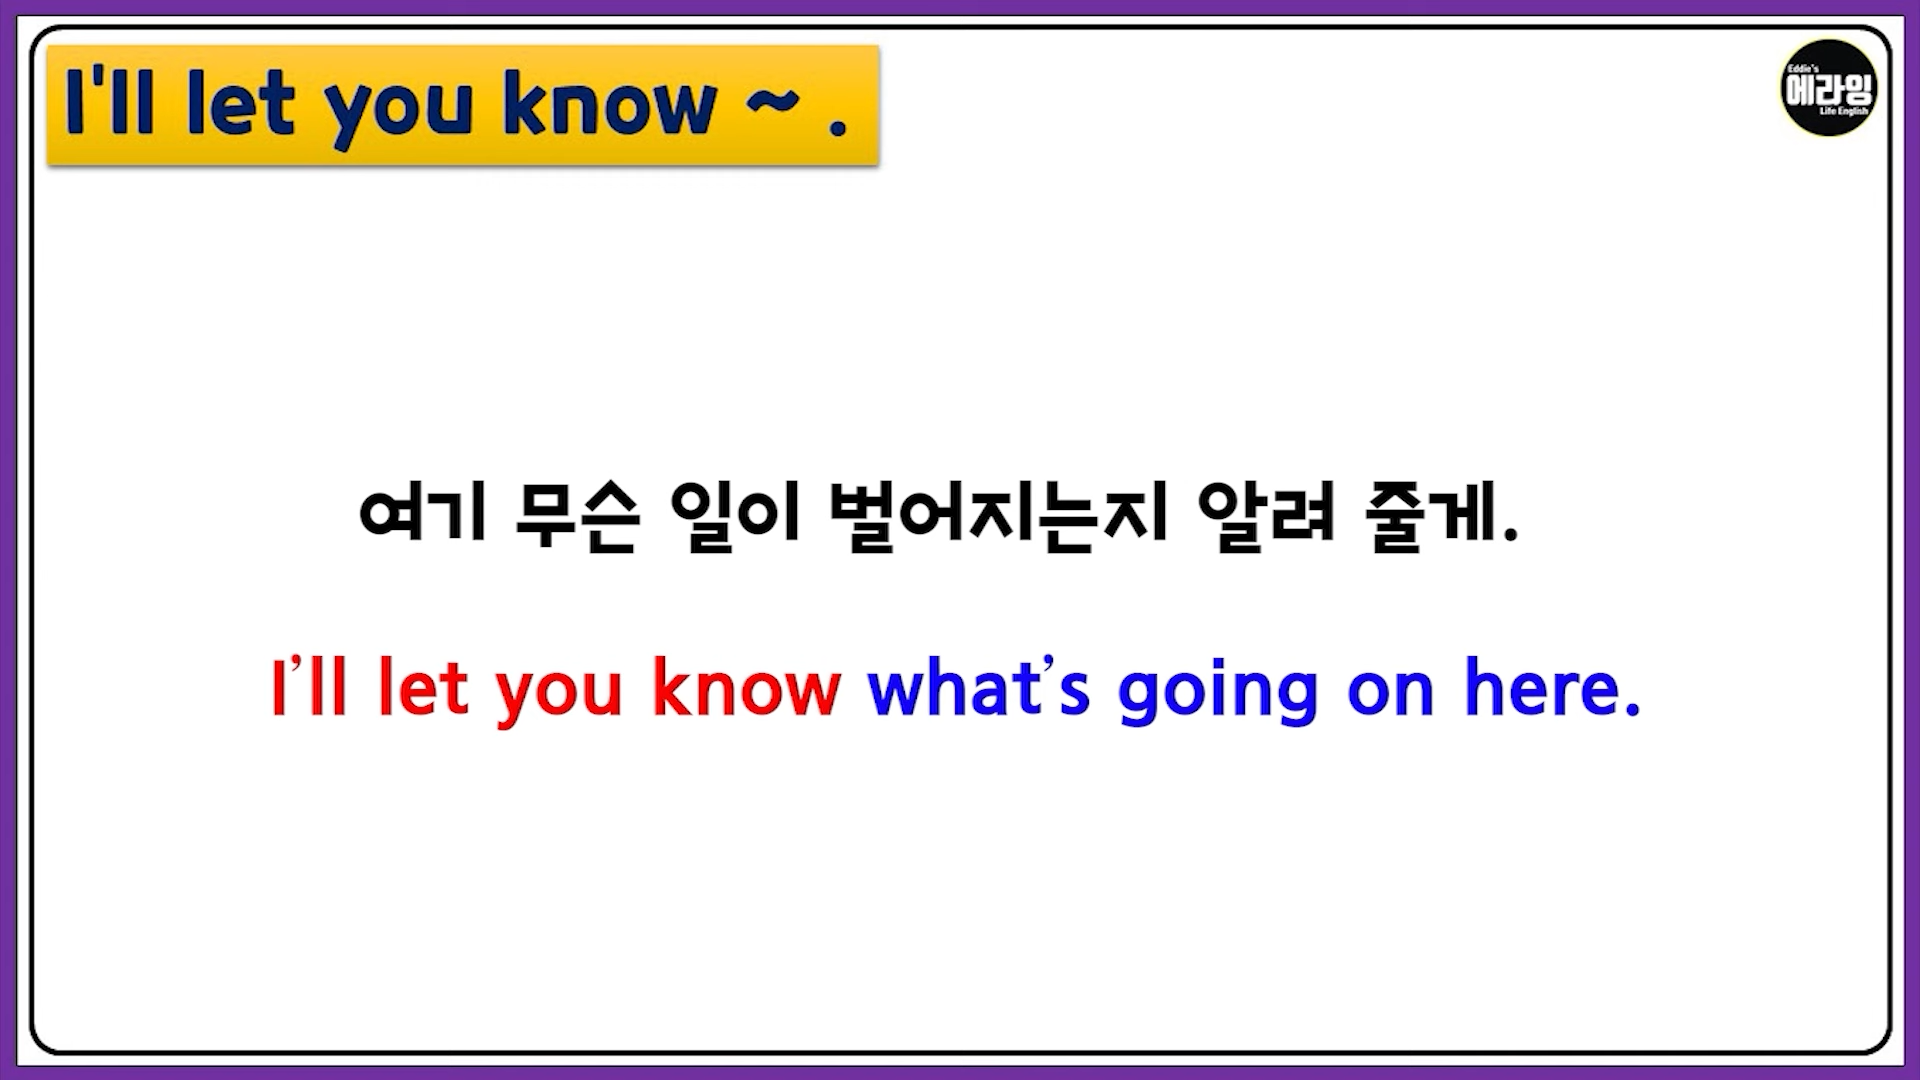 I'll let you know ~ .
Eddie's
에라잉
Life English
여기 무슨 일이 벌어지는지 알려 줄게.
I’ll let you know what’s going on here.